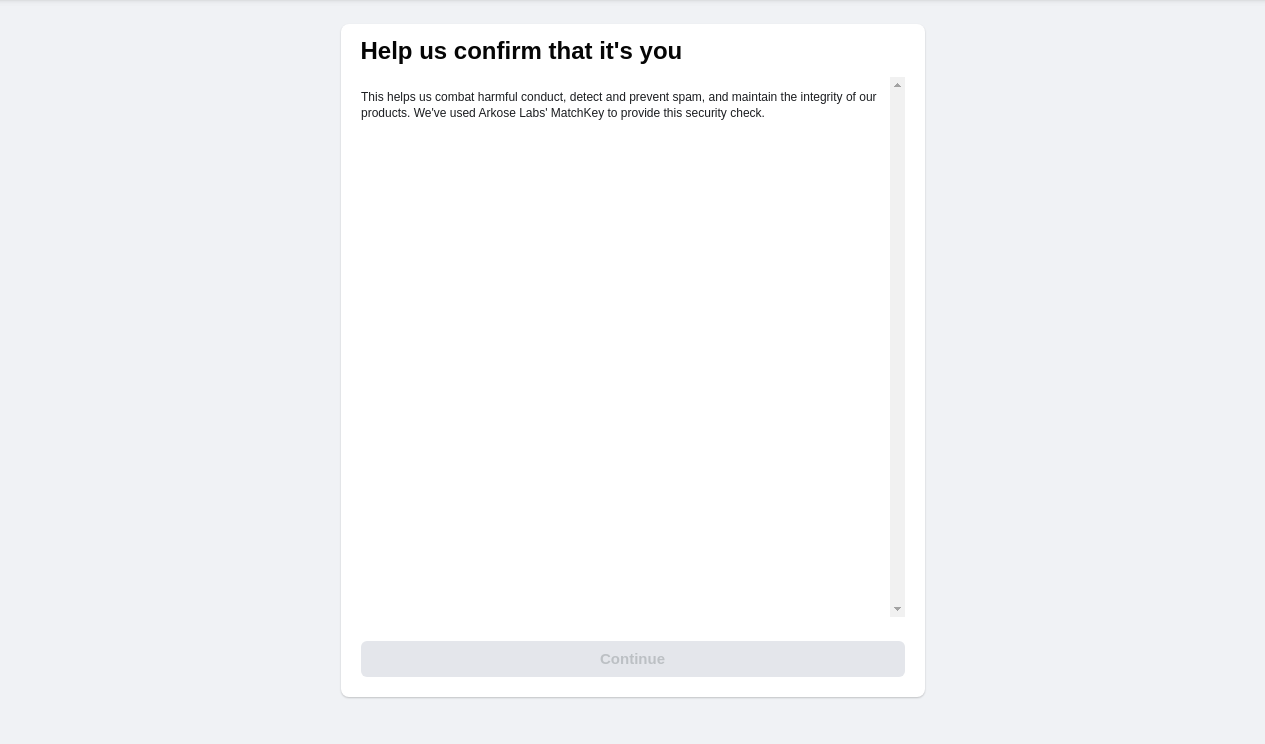 Help us confirm that it's you
This helps us combat harmful conduct, detect and prevent spam, and maintain the integrity of our
products. We've used Arkose Labs' MatchKey to provide this security check.
Continue